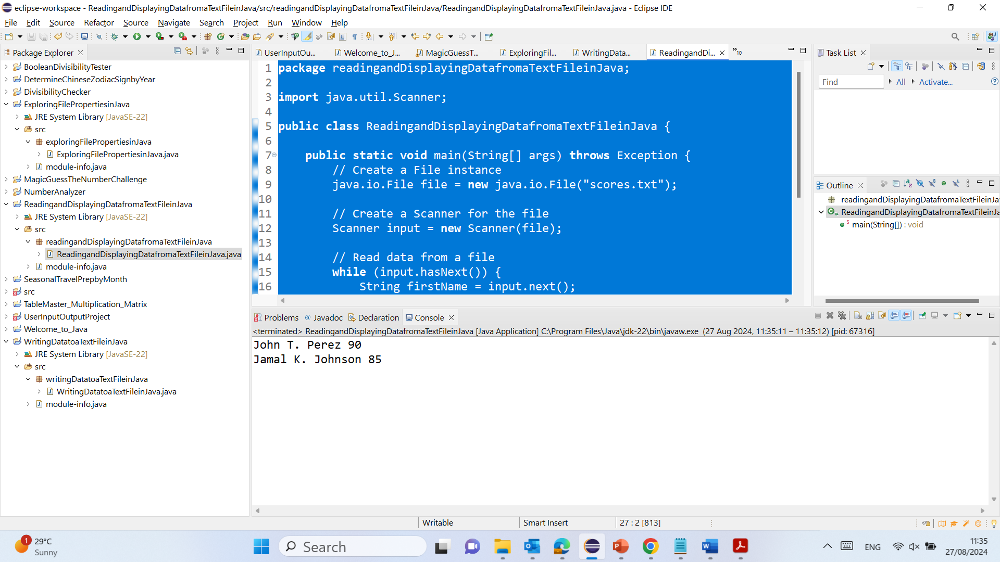 eclipse-workspace - ReadingandDisplayingDatafromaTextFileinJava/src/readingandDisplayingDatafromaTextFileinJava/ReadingandDisplayingDatafromaTextFileinJava.java - Eclipse IDE
File Edit Source Refactor Source Navigate Search Project Run Window Help
Package Explorer
BooleanDivisibilityTester
DetermineChineseZodiacSignbyYear
DivisibilityChecker
ExploringFilePropertiesinJava
JRE System Library [JavaSE-22]
src
exploringFilePropertiesinJava
ExploringFilePropertiesinJava.java
module-info.java
MagicGuessTheNumberChallenge
NumberAnalyzer
ReadingandDisplayingDatafromaTextFileinJava
JRE System Library [JavaSE-22]
src
readingandDisplayingDatafromaTextFileinJava
ReadingandDisplayingDatafromaTextFileinJava.java
module-info.java
SeasonalTravelPrepbyMonth
src
TableMaster_Multiplication_Matrix
UserInputOutputProject
Welcome_to_Java
WritingDatatoaTextFileinJava
JRE System Library [JavaSE-22]
src
writingDatatoaTextFileinJava
WritingDatatoaTextFileinJava.java
module-info.java
UserInputOu... Welcome_to_J... MagicGuessT... ExploringFil... WritingData... ReadingandDi... »10
1 package readingandDisplayingDatafromaTextFileinJava;
2
3 import java.util.Scanner;
4
5 public class ReadingandDisplayingDatafromaTextFileinJava {
6
7 public static void main(String[] args) throws Exception {
8 // Create a File instance
9 java.io.File file = new java.io.File("scores.txt");
10
11 // Create a Scanner for the file
12 Scanner input = new Scanner(file);
13
14 // Read data from a file
15 while (input.hasNext()) {
16 String firstName = input.next();
Task List
Find All Activate...
Outline
readingandDisplayingDatafromaTextFileinJa
ReadingandDisplayingDatafromaTextFileinJa
main(String[]) : void
Problems @ Javadoc Declaration Console
<terminated> ReadingandDisplayingDatafromaTextFileinJava [Java Application] C:\Program Files\Java\jdk-22\bin\javaw.exe (27 Aug 2024, 11:35:11 – 11:35:12) [pid: 67316]
John T. Perez 90
Jamal K. Johnson 85
Writable Smart Insert 27 : 2 [813]
1
29°C
Sunny
Search
ENG
11:35
27/08/2024